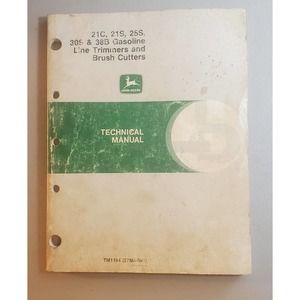 21C, 21S, 25S,
30S & 38B Gasoline
Line Trimmers and
Brush Cutters
JOHN DEERE
TECHNICAL
MANUAL